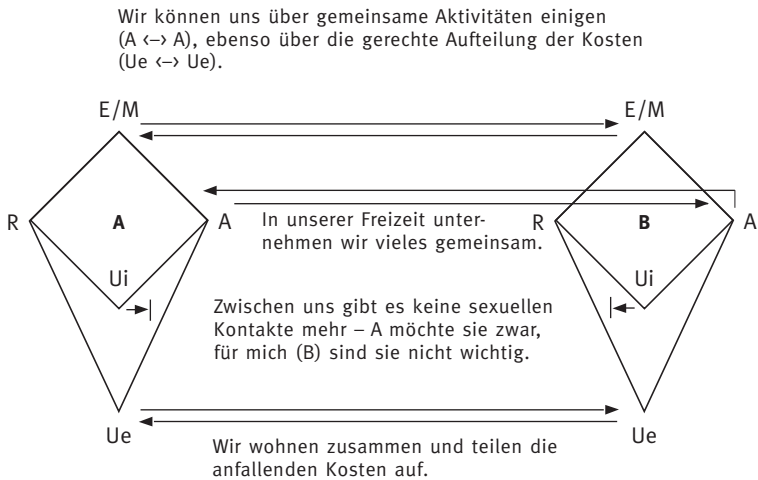 Wir können uns über gemeinsame Aktivitäten einigen
(A <–> A), ebenso über die gerechte Aufteilung der Kosten
(Ue <–> Ue).
E/M
E/M
R
A
A
In unserer Freizeit unter-
nehmen wir vieles gemeinsam.
R
B
A
Ui
Ui
Zwischen uns gibt es keine sexuellen
Kontakte mehr – A möchte sie zwar,
für mich (B) sind sie nicht wichtig.
Ue
Ue
Wir wohnen zusammen und teilen die
anfallenden Kosten auf.